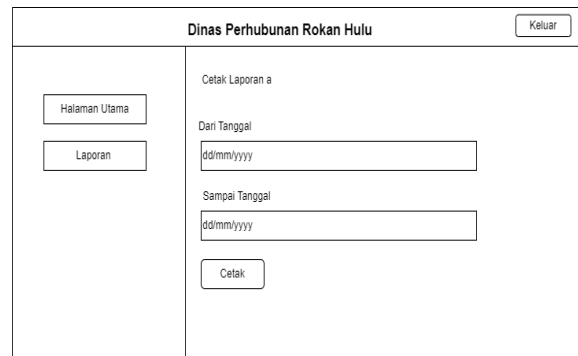 Dinas Perhubunan Rokan Hulu
Keluar
Halaman Utama
Laporan
Cetak Laporan a
Dari Tanggal
dd/mm/yyyy
Sampai Tanggal
dd/mm/yyyy
Cetak